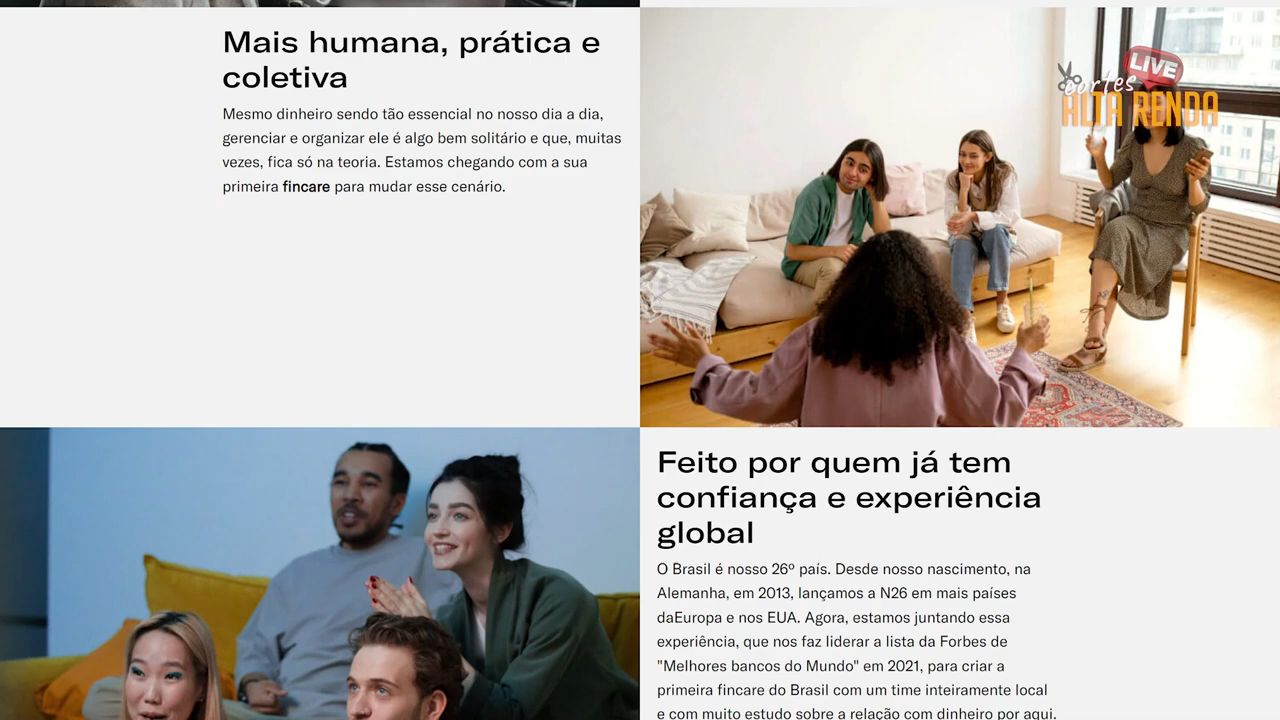 Mais humana, prática e
coletiva
Mesmo dinheiro sendo tão essencial no nosso dia a dia,
gerenciar e organizar ele é algo bem solitário e que, muitas
vezes, fica só na teoria. Estamos chegando com a sua
primeira fincare para mudar esse cenário.
LIVE
cortes
ALTA RENDA
Feito por quem já tem
confiança e experiência
global
O Brasil é nosso 26º país. Desde nosso nascimento, na
Alemanha, em 2013, lançamos a N26 em mais países
daEuropa e nos EUA. Agora, estamos juntando essa
experiência, que nos faz liderar a lista da Forbes de
"Melhores bancos do Mundo" em 2021, para criar a
primeira fincare do Brasil com um time inteiramente local
e com muito estudo sobre a relação com dinheiro por aqui.